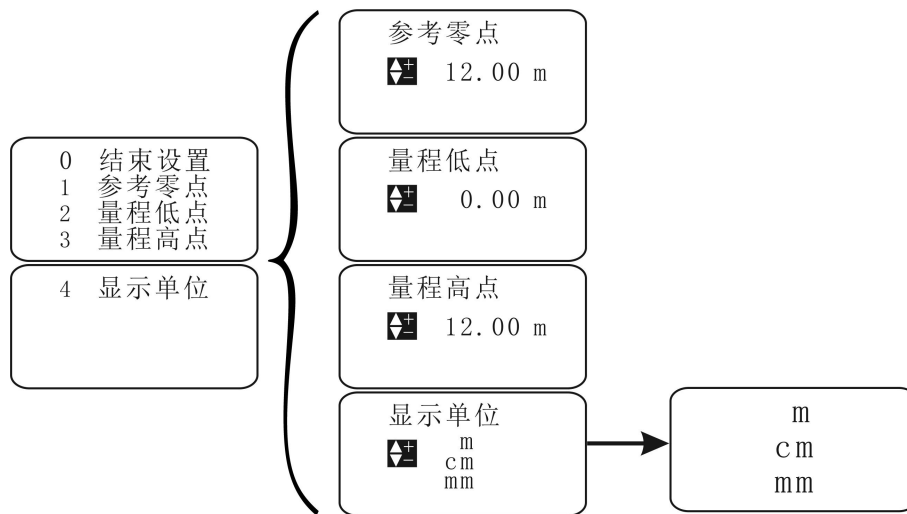 0 结束设置
1 参考零点
2 量程低点
3 量程高点
4 显示单位
参考零点
12.00 m
量程低点
0.00 m
量程高点
12.00 m
显示单位
m
cm
mm
m
cm
mm